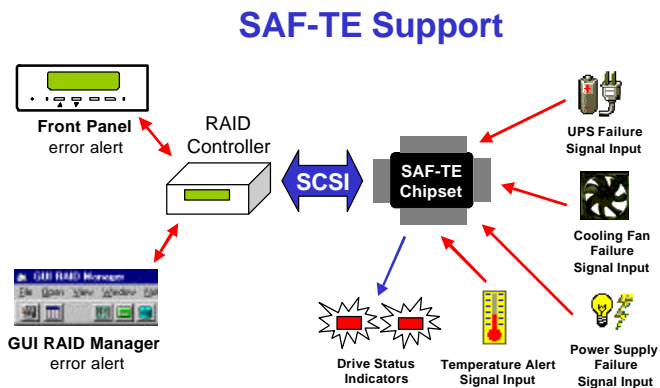 SAF-TE Support
Front Panel
error alert
RAID
Controller
SCSI
SAF-TE
Chipset
UPS Failure
Signal Input
Cooling Fan
Failure
Signal Input
GUI RAID Manager
File Open View Window
GUI RAID Manager
error alert
Drive Status
Indicators
Temperature Alert
Signal Input
Power Supply
Failure
Signal Input